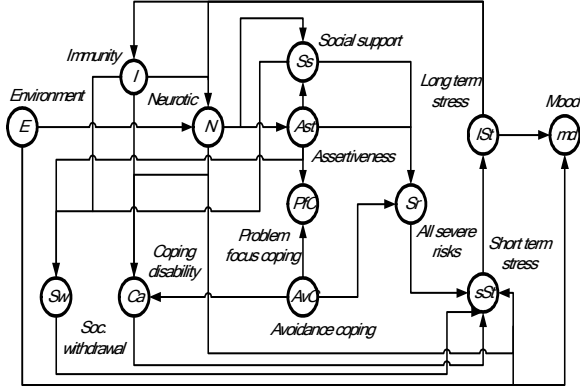 Social support
Immunity
Ss
Long term
stress
I
Environment
Neurotic
Mood
E
N
Ast
lSt
md
Assertiveness
PfC
Sr
Problem
focus coping
All severe
risks
Short term
stress
Coping
disability
Sw
Ca
AvC
sSt
Soc.
withdrawal
Avoidance coping